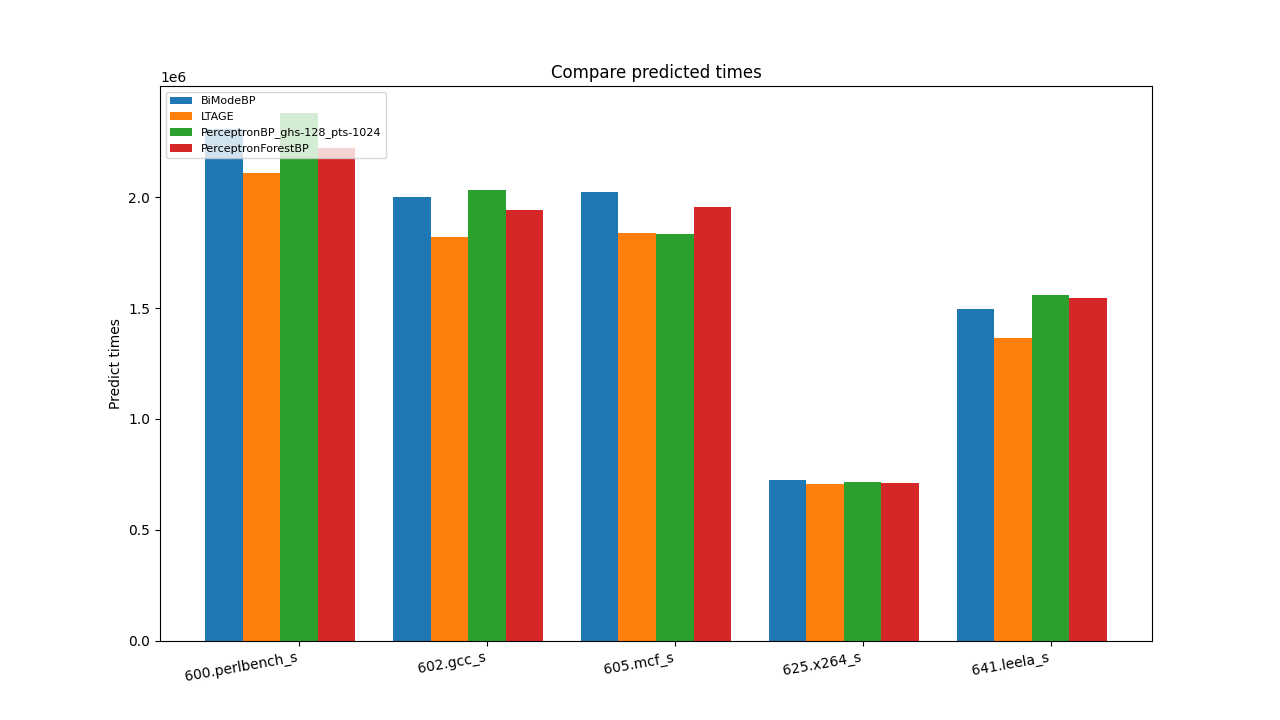 Compare predicted times
1e6
BiModeBP
LTAGE
PerceptronBP_ghs-128_pts-1024
PerceptronForestBP
2.0
1.5
1.0
0.5
0.0
Predict times
600.perlbench_s
602.gcc_s
605.mcf_s
625.x264_s
641.leela_s